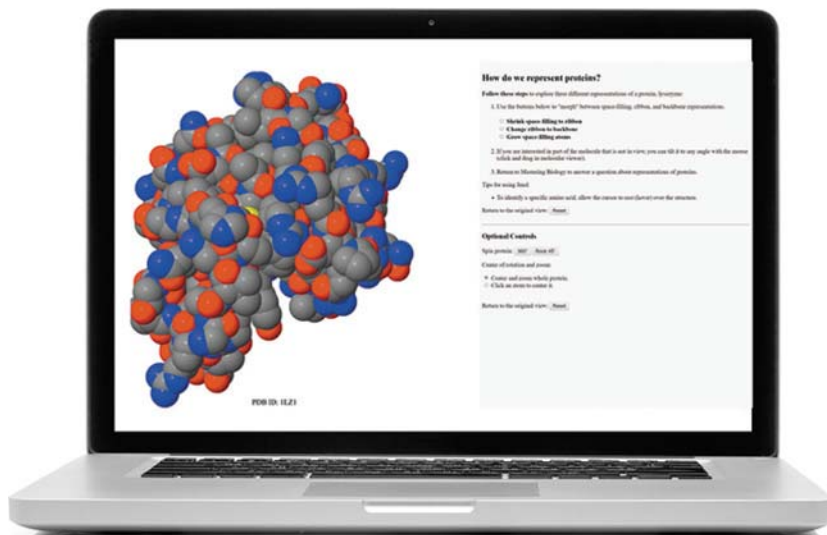 How do we represent proteins?
Follow these steps to explore three different representations of a protein, lysozyme:
1. Use the buttons below to "morph" between space-filling, ribbon, and backbone representations.
Shrink space filling to ribbon
Change ribbon to backbone
Grow space filling atoms
2. If you are interested in part of the molecule that is not in view, you can tilt it to any angle with the mouse
(click and drag in molecular viewer).
3. Return to Mastering Biology to answer a question about representations of proteins.
Tips for using Jmol:
• To identify a specific amino acid, allow the cursor to rest (hover) over the structure.
Return to the original view: Reset
Optional Controls
Spin protein:
Center of rotation and zoom:
Center and zoom whole protein.
Click an atom to center it.
Return to the original view: Reset
PDB ID: